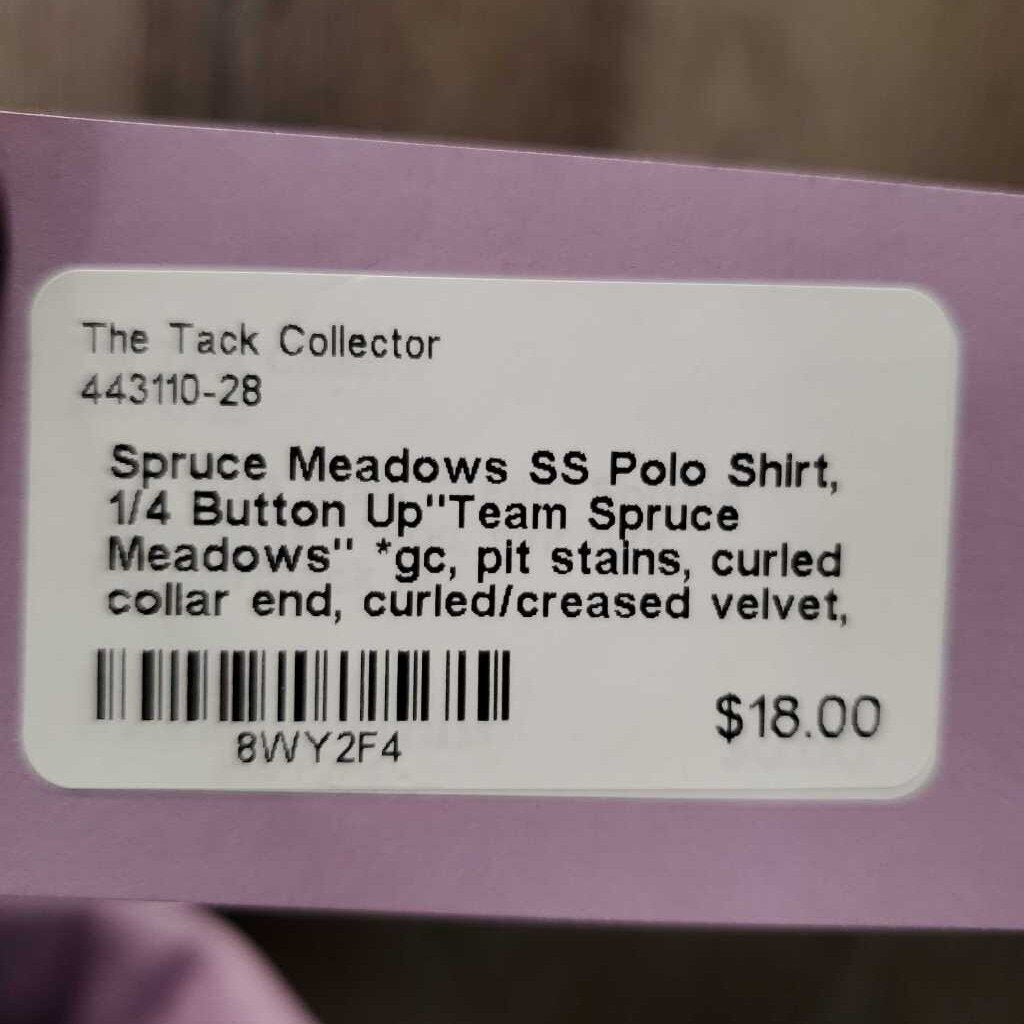 The Tack Collector
443110-28
Spruce Meadows SS Polo Shirt,
1/4 Button Up"Team Spruce
Meadows" *gc, pit stains, curled
collar end, curled/creased velvet,
8WY2F4
$18.00